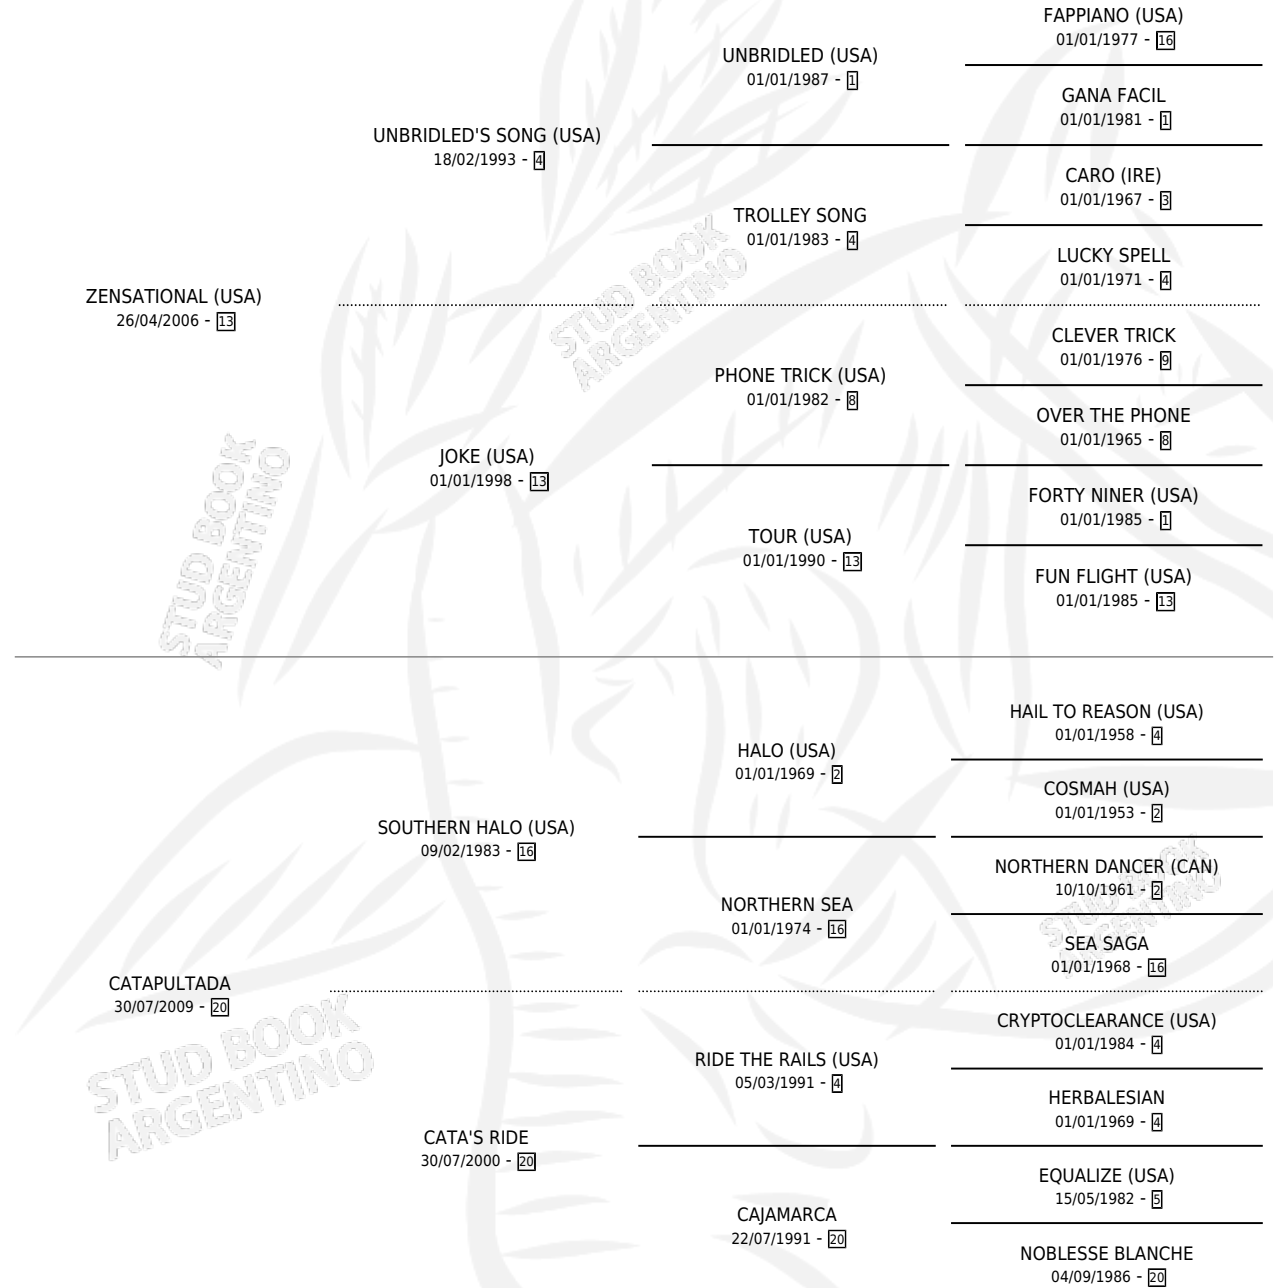 FAPPIANO (USA)
01/01/1977 - 16
UNBRIDLED (USA)
01/01/1987 - 1
GANA FACIL
01/01/1981 - 1
UNBRIDLED'S SONG (USA)
18/02/1993 - 4
CARO (IRE)
01/01/1967 - 3
TROLLEY SONG
01/01/1983 - 4
LUCKY SPELL
01/01/1971 - 4
ZENSATIONAL (USA)
26/04/2006 - 13
CLEVER TRICK
01/01/1976 - 9
PHONE TRICK (USA)
01/01/1982 - 8
OVER THE PHONE
01/01/1965 - 8
JOKE (USA)
01/01/1998 - 13
FORTY NINER (USA)
01/01/1985 - 1
TOUR (USA)
01/01/1990 - 13
FUN FLIGHT (USA)
01/01/1985 - 13
HAIL TO REASON (USA)
01/01/1958 - 4
HALO (USA)
01/01/1969 - 2
COSMAH (USA)
01/01/1953 - 2
SOUTHERN HALO (USA)
09/02/1983 - 16
NORTHERN DANCER (CAN)
10/10/1961 - 2
NORTHERN SEA
01/01/1974 - 16
SEA SAGA
01/01/1968 - 16
CATAPULTADA
30/07/2009 - 20
CRYPTOCLEARANCE (USA)
01/01/1984 - 4
RIDE THE RAILS (USA)
05/03/1991 - 4
HERBALESIAN
01/01/1969 - 4
CATA'S RIDE
30/07/2000 - 20
EQUALIZE (USA)
15/05/1982 - 5
CAJAMARCA
22/07/1991 - 20
NOBLESSE BLANCHE
04/09/1986 - 20
STUD BOOK
ARGENTINO
STUD BOOK
ARGENTINO
STUD BOOK
ARGENTINO
STUD BOOK
ARGENTINO